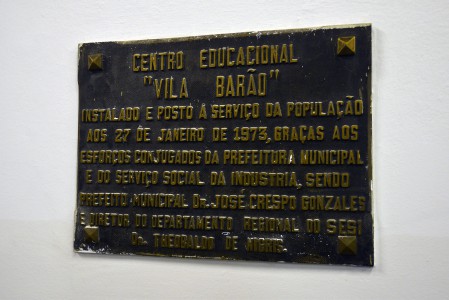 CENTRO EDUCACIONAL
"VILA BARÃO"
INSTALADO E POSTO À SERVIÇO DA POPULAÇÃO
AOS 27 DE JANEIRO DE 1973, GRAÇAS AOS
ESFORÇOS CONJUGADOS DA PREFEITURA MUNICIPAL
E DO SERVIÇO SOCIAL DA INDUSTRIA, SENDO
PREFEITO MUNICIPAL DR. JOSÉ CRESPO GONZALES
E DIRETOR DO DEPARTAMENTO REGIONAL DO SESI
DR. THEOBALDO DE NIGRIS.